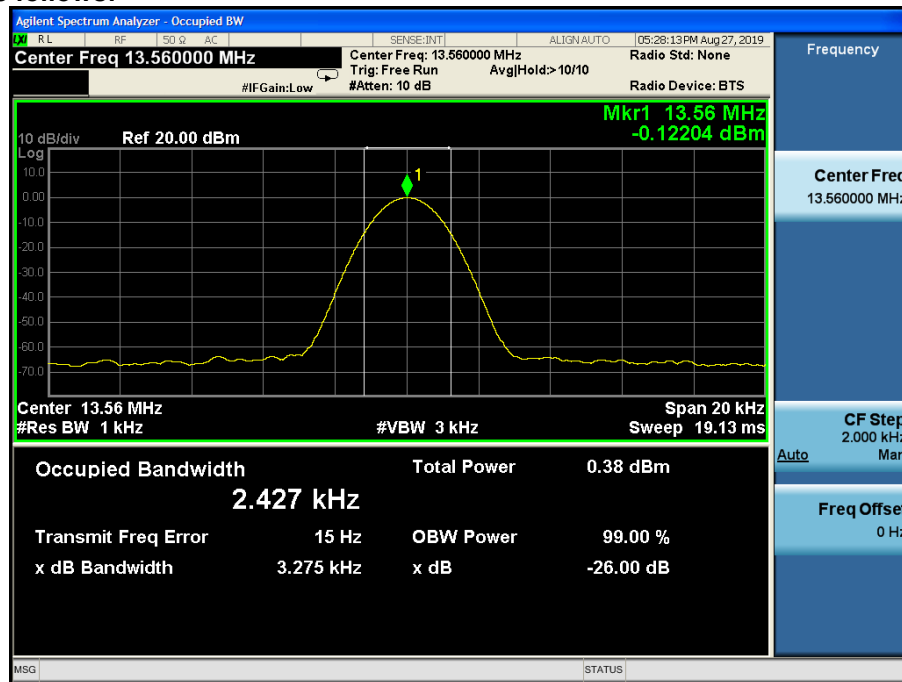 Agilent Spectrum Analyzer - Occupied BW
LXI RL RF 50 Ω AC SENSE:INT ALIGN AUTO 05:28:13PM Aug 27, 2019
Center Freq 13.560000 MHz
Center Freq: 13.560000 MHz
Radio Std: None
Trig: Free Run Avg|Hold:>10/10
#IFGain:Low #Atten: 10 dB Radio Device: BTS
Mkr1 13.56 MHz
-0.12204 dBm
10 dB/div Ref 20.00 dBm
Log
10.0
1
0.00
-10.0
-20.0
-30.0
-40.0
-50.0
-60.0
-70.0
Center 13.56 MHz Span 20 kHz
#Res BW 1 kHz #VBW 3 kHz Sweep 19.13 ms
Occupied Bandwidth Total Power 0.38 dBm
2.427 kHz
Transmit Freq Error 15 Hz OBW Power 99.00 %
x dB Bandwidth 3.275 kHz x dB -26.00 dB
MSG STATUS
Frequency
Center Freq
13.560000 MHz
CF Step
2.000 kHz
Auto Man
Freq Offset
0 Hz